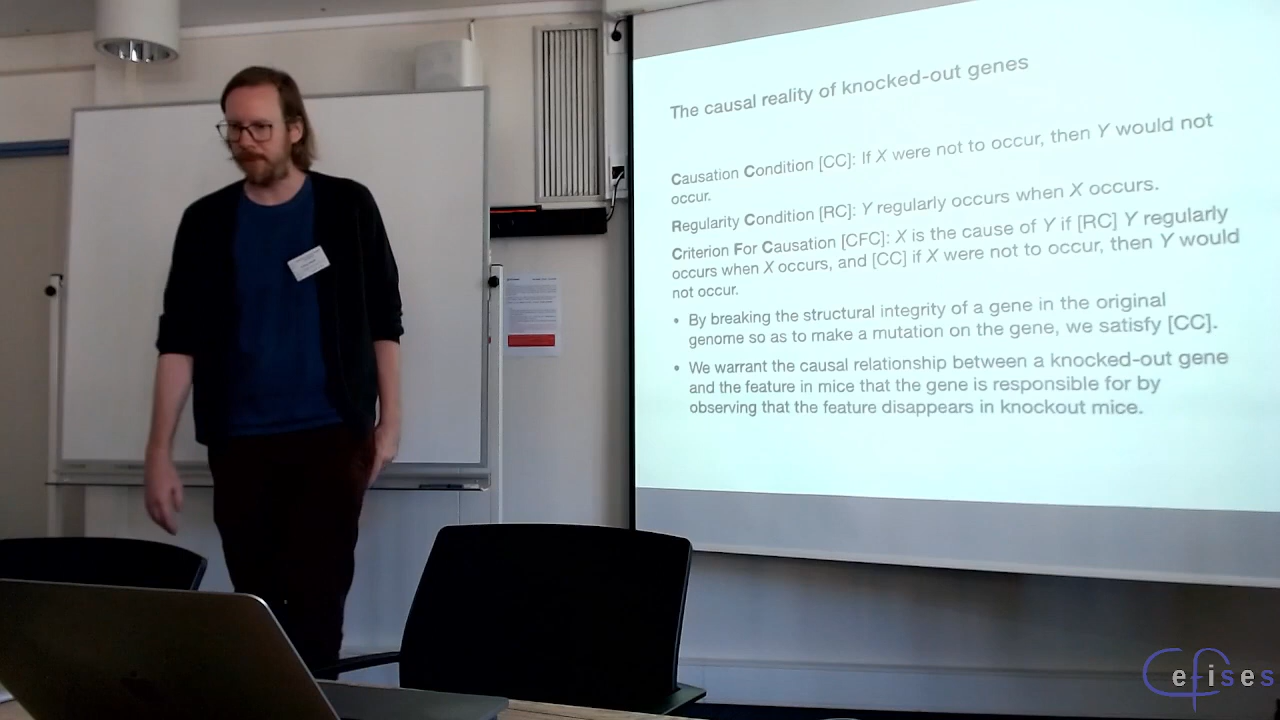 The causal reality of knocked-out genes
Causation Condition [CC]: If X were not to occur, then Y would not
occur.
Regularity Condition [RC]: Y regularly occurs when X occurs.
Criterion For Causation [CFC]: X is the cause of Y if [RC] Y regularly
occurs when X occurs, and [CC] if X were not to occur, then Y would
not occur.
• By breaking the structural integrity of a gene in the original
genome so as to make a mutation on the gene, we satisfy [CC].
• We warrant the causal relationship between a knocked-out gene
and the feature in mice that the gene is responsible for by
observing that the feature disappears in knockout mice.
Cefises